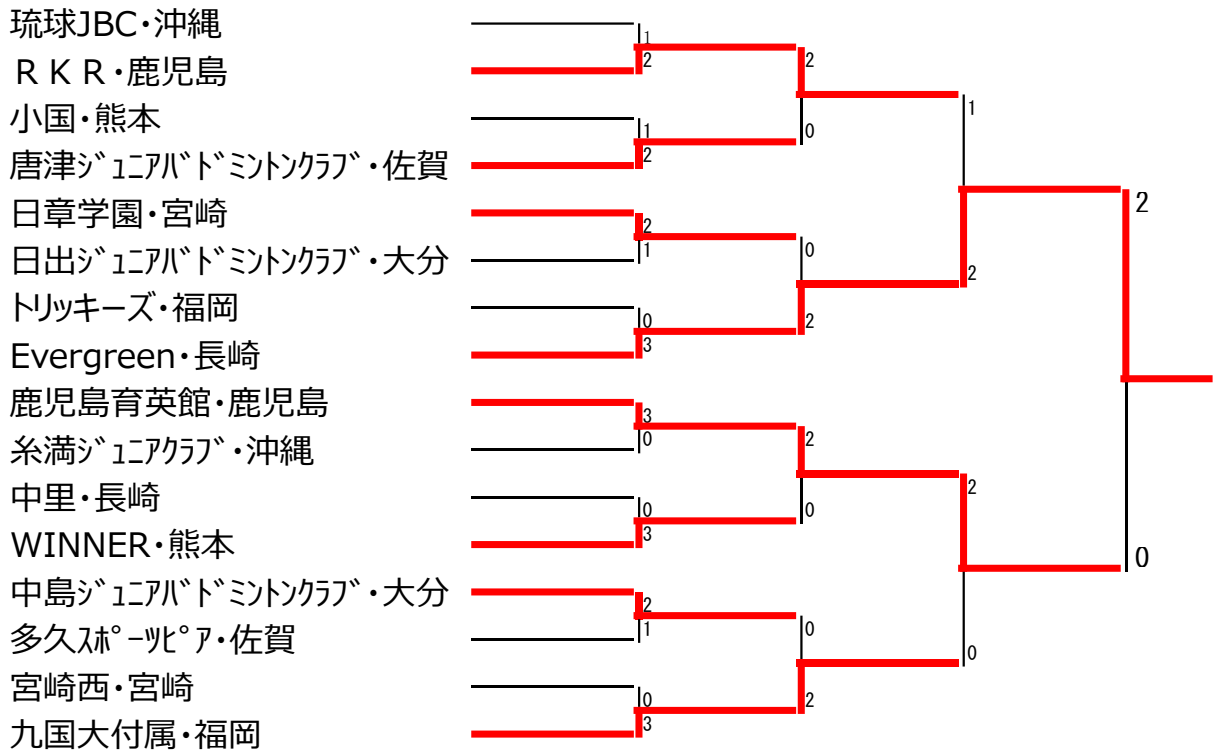 琉球JBC・沖縄
1
2
2
ＲＫＲ・鹿児島
2
1
小国・熊本
1
0
唐津ｼﾞｭﾆｱﾊﾞﾄﾞﾐﾝﾄﾝｸﾗﾌﾞ・佐賀
2
日章学園・宮崎
2
2
日出ｼﾞｭﾆｱﾊﾞﾄﾞﾐﾝﾄﾝｸﾗﾌﾞ・大分
1
0
2
トリッキーズ・福岡
0
2
Evergreen・長崎
3
鹿児島育英館・鹿児島
3
糸満ｼﾞｭﾆｱｸﾗﾌﾞ・沖縄
0
2
2
中里・長崎
0
0
WINNER・熊本
3
0
中島ｼﾞｭﾆｱﾊﾞﾄﾞﾐﾝﾄﾝｸﾗﾌﾞ・大分
2
多久ｽﾎﾟｰﾂﾋﾟｱ・佐賀
1
0
0
宮崎西・宮崎
0
2
九国大付属・福岡
3